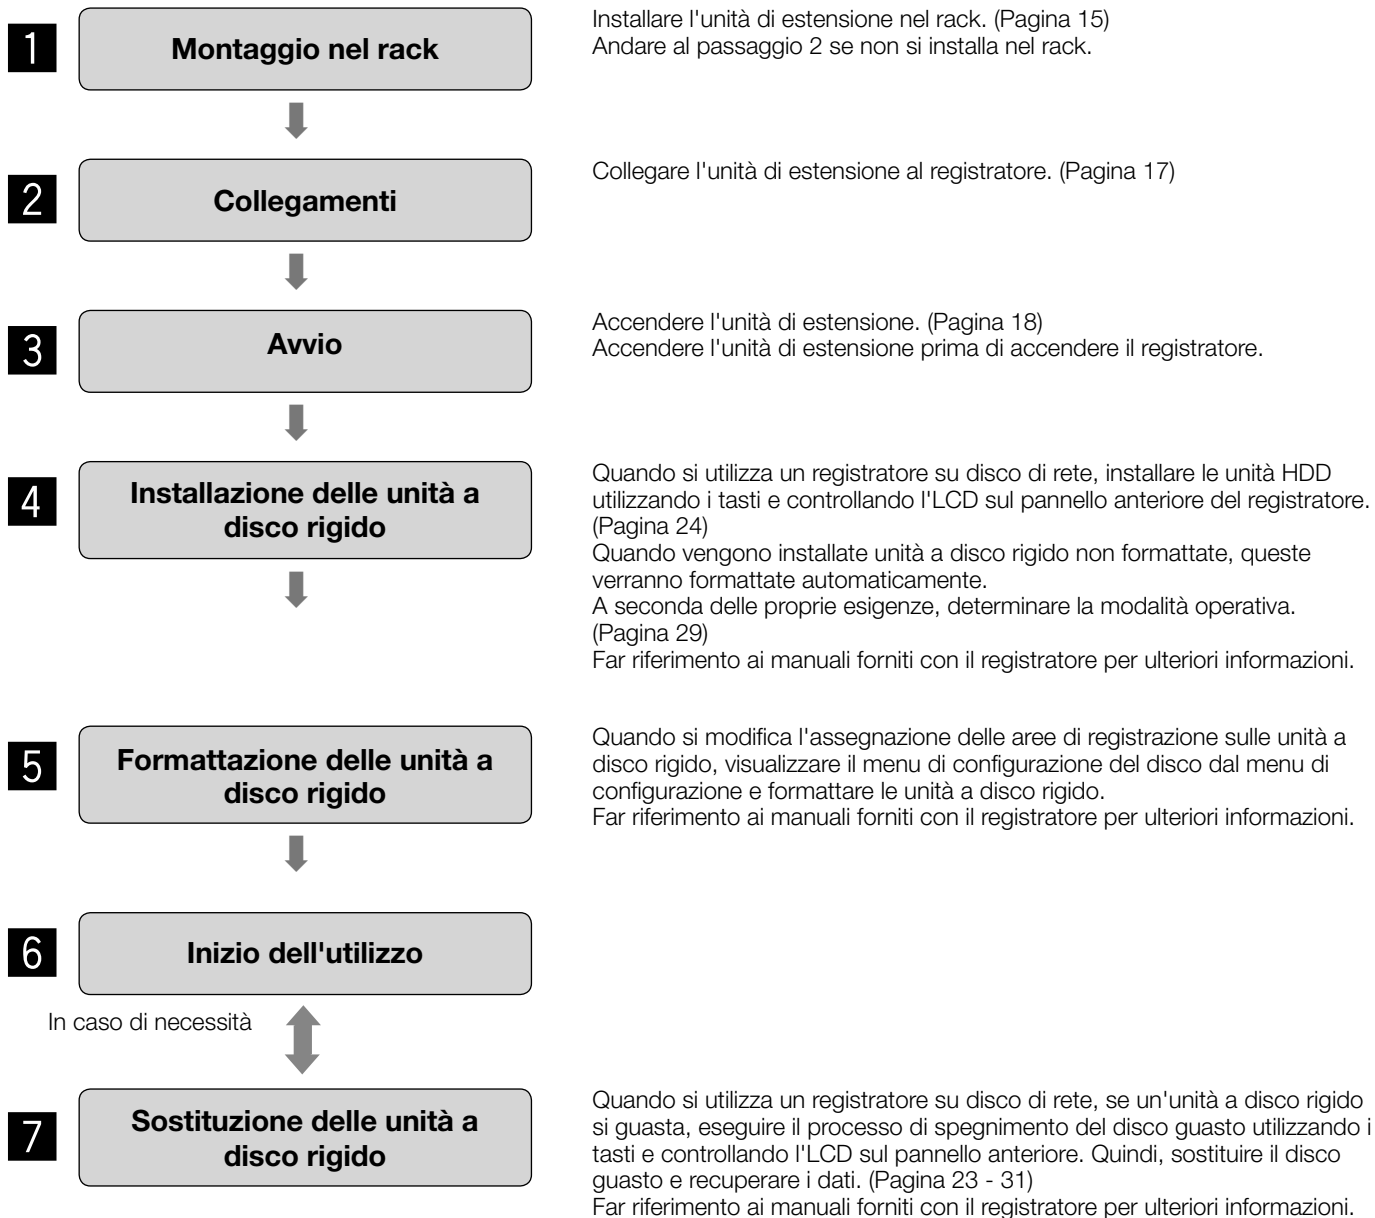 1
Montaggio nel rack
Installare l'unità di estensione nel rack. (Pagina 15)
Andare al passaggio 2 se non si installa nel rack.
2
Collegamenti
Collegare l'unità di estensione al registratore. (Pagina 17)
3
Avvio
Accendere l'unità di estensione. (Pagina 18)
Accendere l'unità di estensione prima di accendere il registratore.
4
Installazione delle unità a
disco rigido
Quando si utilizza un registratore su disco di rete, installare le unità HDD
utilizzando i tasti e controllando l'LCD sul pannello anteriore del registratore.
(Pagina 24)
Quando vengono installate unità a disco rigido non formattate, queste
verranno formattate automaticamente.
A seconda delle proprie esigenze, determinare la modalità operativa.
(Pagina 29)
Far riferimento ai manuali forniti con il registratore per ulteriori informazioni.
5
Formattazione delle unità a
disco rigido
Quando si modifica l'assegnazione delle aree di registrazione sulle unità a
disco rigido, visualizzare il menu di configurazione del disco dal menu di
configurazione e formattare le unità a disco rigido.
Far riferimento ai manuali forniti con il registratore per ulteriori informazioni.
6
Inizio dell'utilizzo
In caso di necessità
7
Sostituzione delle unità a
disco rigido
Quando si utilizza un registratore su disco di rete, se un'unità a disco rigido
si guasta, eseguire il processo di spegnimento del disco guasto utilizzando i
tasti e controllando l'LCD sul pannello anteriore. Quindi, sostituire il disco
guasto e recuperare i dati. (Pagina 23 - 31)
Far riferimento ai manuali forniti con il registratore per ulteriori informazioni.